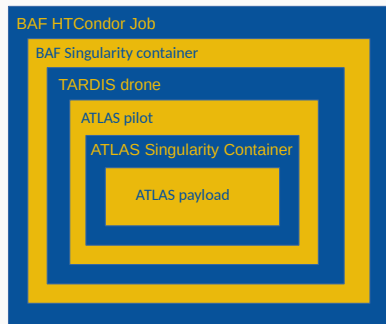 BAF HTCondor Job
BAF Singularity container
TARDIS drone
ATLAS pilot
ATLAS Singularity Container
ATLAS payload